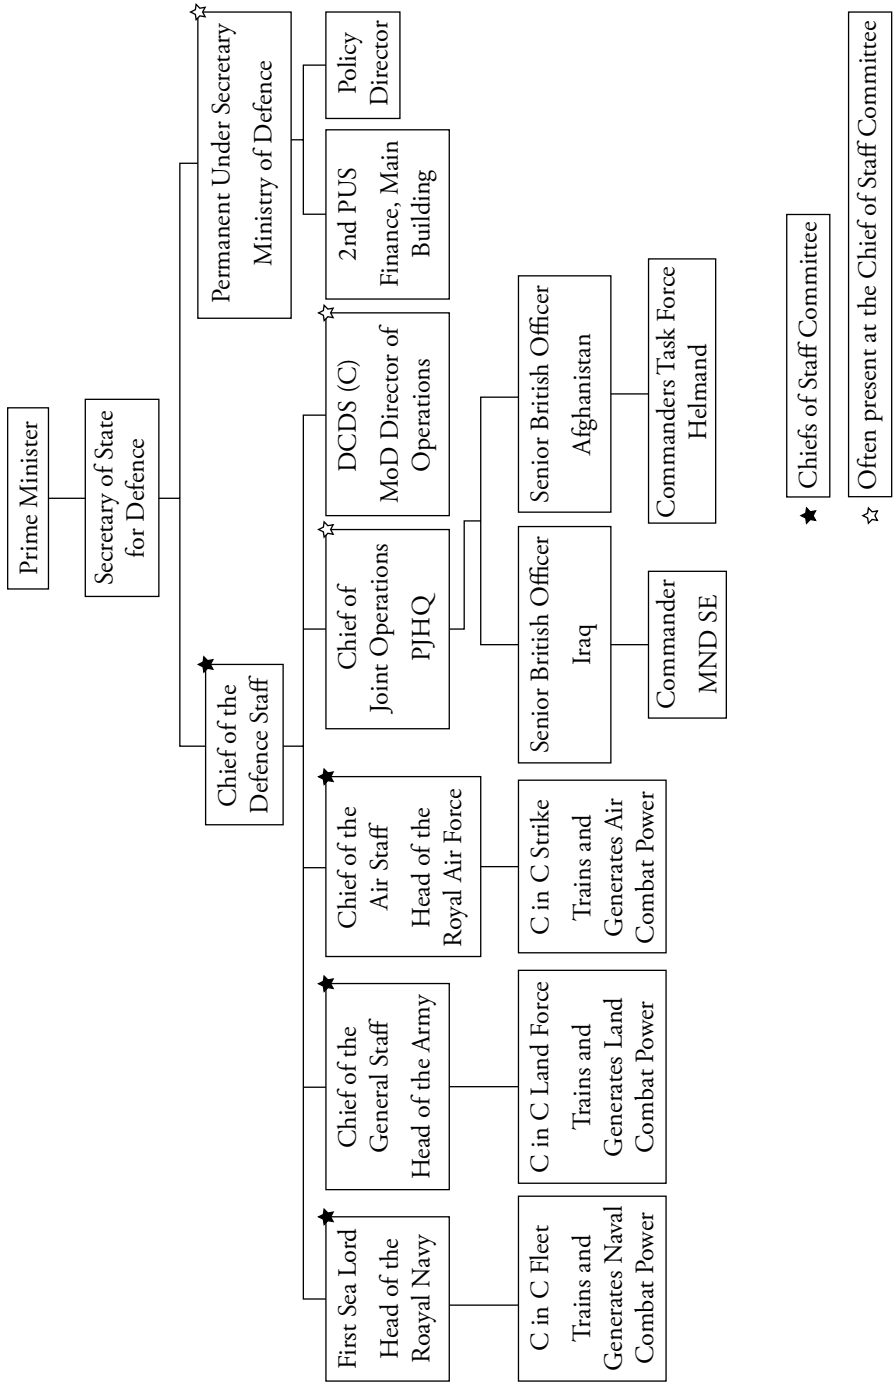 Prime Minister
Secretary of State
for Defence
Chief of the
Defence Staff
Permanent Under Secretary
Ministry of Defence
First Sea Lord
Head of the
Roayal Navy
Chief of the
General Staff
Head of the Army
Chief of the
Air Staff
Head of the
Royal Air Force
Chief of
Joint Operations
PJHQ
DCDS (C)
MoD Director of
Operations
2nd PUS
Finance, Main
Building
Policy
Director
C in C Fleet
Trains and
Generates Naval
Combat Power
C in C Land Force
Trains and
Generates Land
Combat Power
C in C Strike
Trains and
Generates Air
Combat Power
Senior British Officer
Iraq
Senior British Officer
Afghanistan
Commander
MND SE
Commanders Task Force
Helmand
★ Chiefs of Staff Committee
☆ Often present at the Chief of Staff Committee